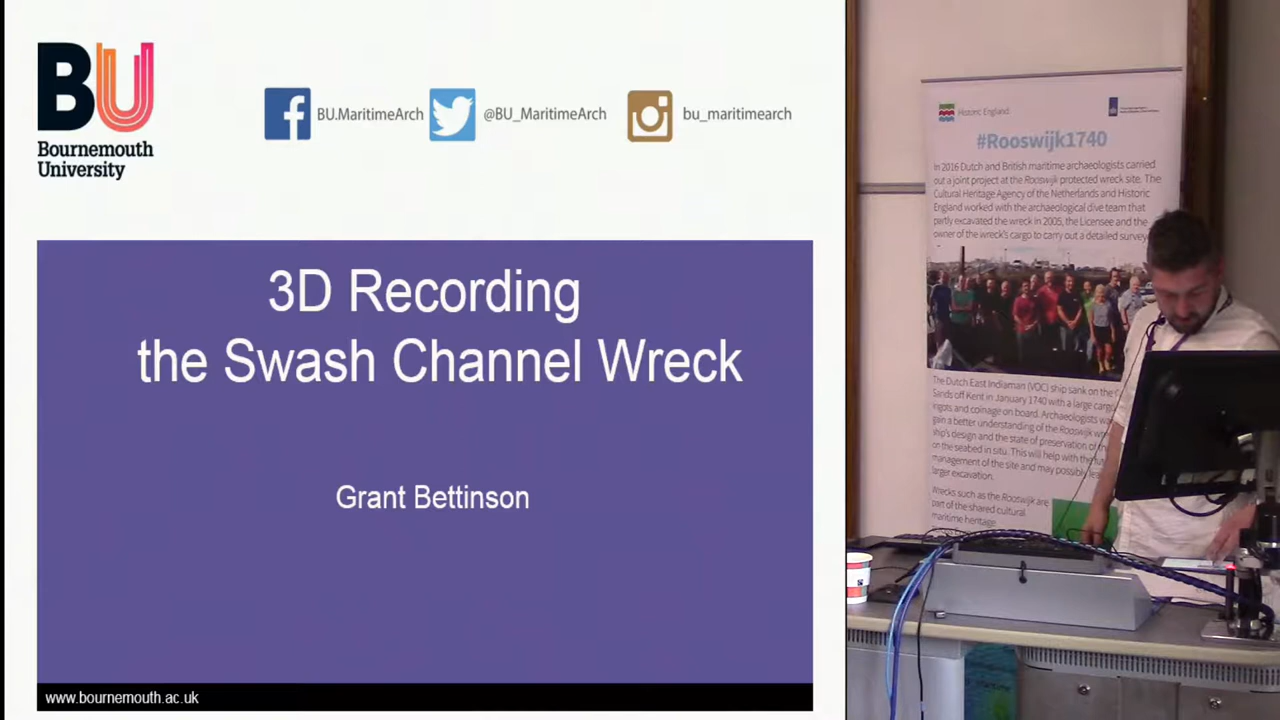 BU
Bournemouth
University
BU.MaritimeArch
@BU_MaritimeArch
bu_maritimearch
3D Recording
the Swash Channel Wreck
Grant Bettinson
www.bournemouth.ac.uk
Historic England
#Rooswijk1740
In 2016 Dutch and British maritime archaeologists carried
out a joint project at the Rooswijk protected wreck site. The
Cultural Heritage Agency of the Netherlands and Historic
England worked with the archaeological dive team that
partly excavated the wreck in 2005, the Licensee and the
owner of the wreck's cargo to carry out a detailed survey
The Dutch East Indiaman (VOC) ship sank on the
Sands off Kent in January 1740 with a large cargo
ingots and coinage on board. Archaeologists
gain a better understanding of the Rooswijk
ship's design and the state of preservation of
on the seabed in situ. This will help with the
management of the site and may possibly
larger excavation.
Wrecks such as the Rooswijk are
part of the shared cultural
maritime heritage